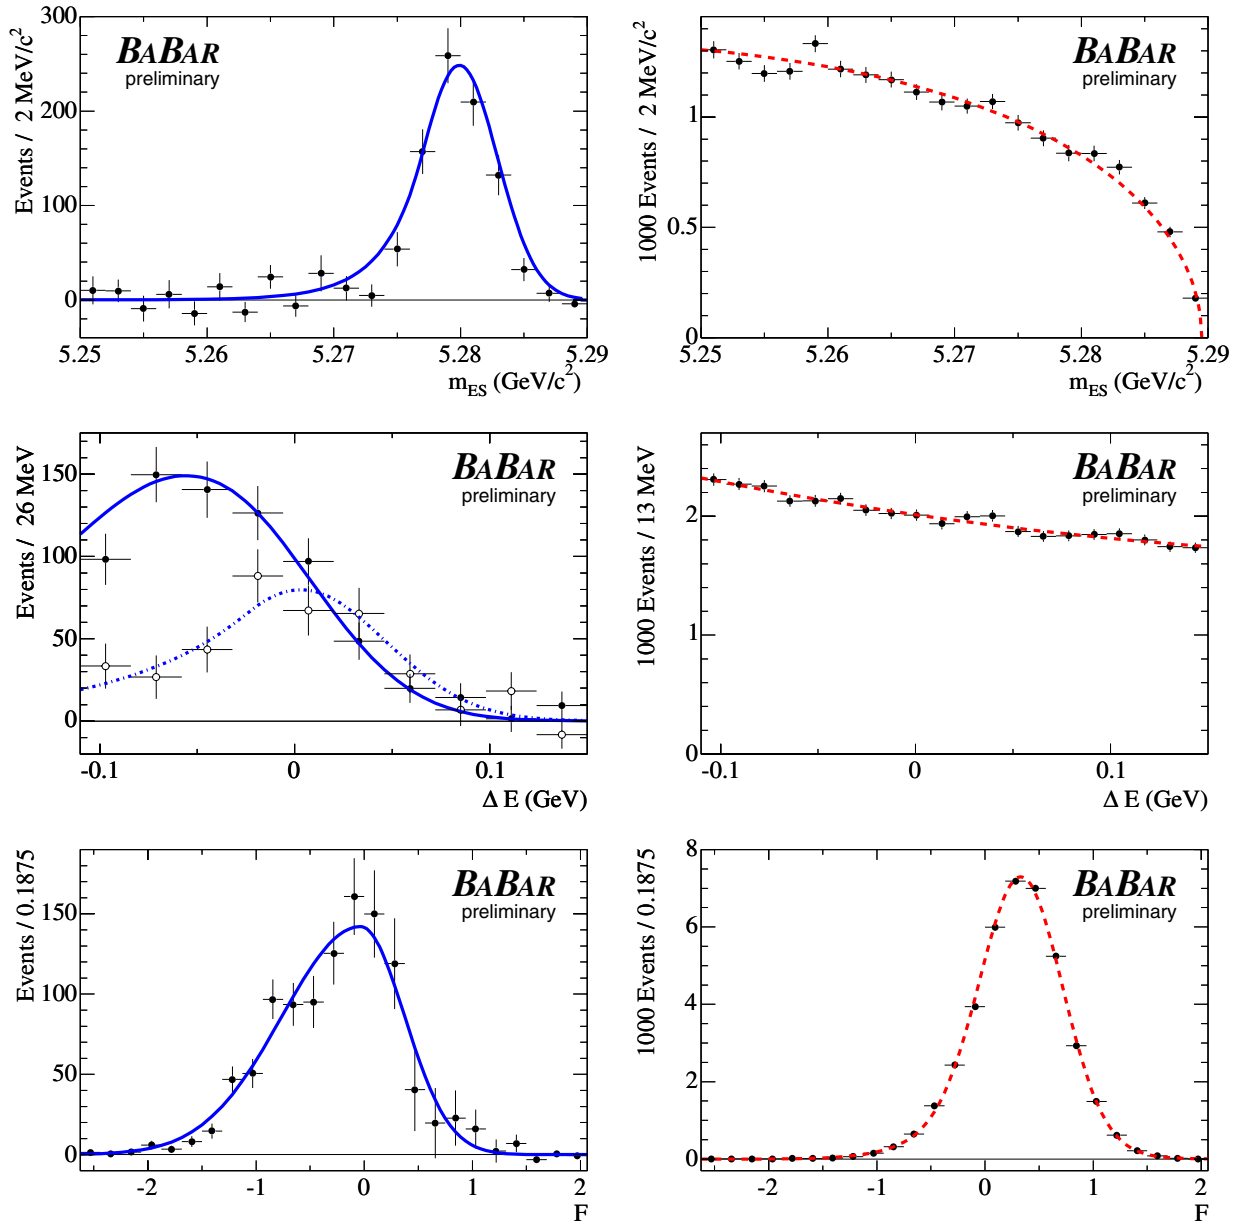 Events / 2 MeV/c²
300
200
100
0
BABAR
preliminary
5.25 5.26 5.27 5.28 5.29
m_ES (GeV/c²)
1000 Events / 2 MeV/c²
1
0.5
0
BABAR
preliminary
5.25 5.26 5.27 5.28 5.29
m_ES (GeV/c²)
Events / 26 MeV
150
100
50
0
BABAR
preliminary
-0.1 0 0.1
Δ E (GeV)
1000 Events / 13 MeV
2
1
0
BABAR
preliminary
-0.1 0 0.1
Δ E (GeV)
Events / 0.1875
150
100
50
0
BABAR
preliminary
-2 -1 0 1 2
F
1000 Events / 0.1875
8
6
4
2
0
BABAR
preliminary
-2 -1 0 1 2
F